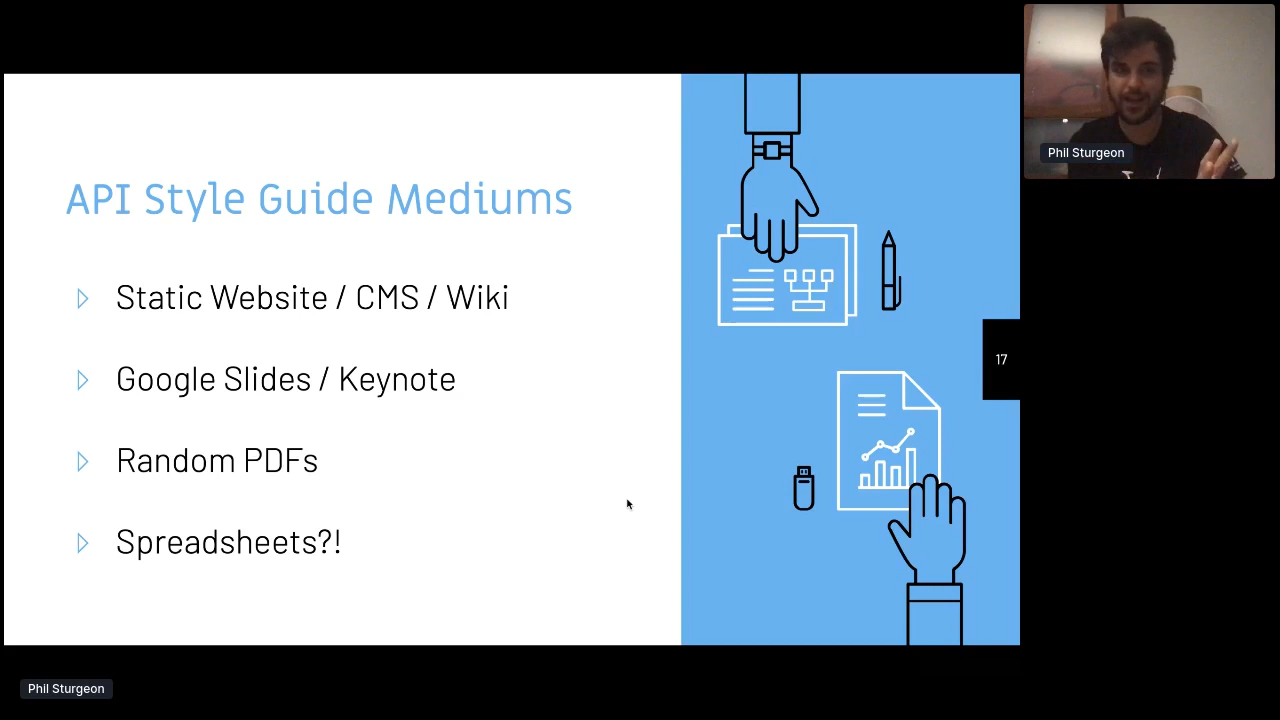 API Style Guide Mediums
Static Website / CMS / Wiki
Google Slides / Keynote
Random PDFs
Spreadsheets?!
17
Phil Sturgeon
Phil Sturgeon